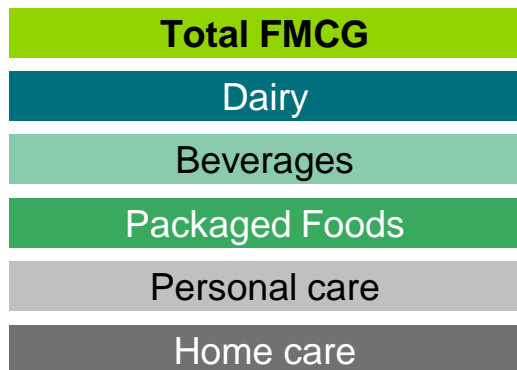 Total FMCG
Dairy
Beverages
Packaged Foods
Personal care
Home care